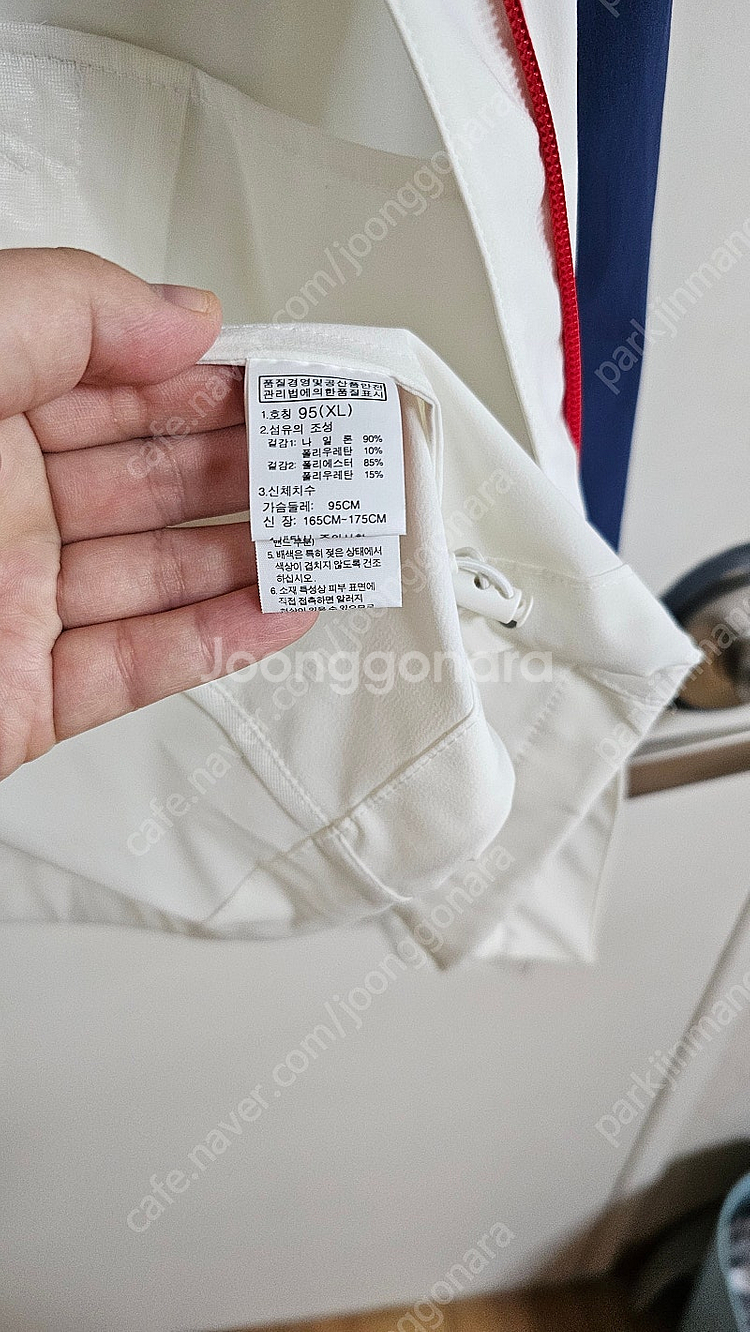 품질경영및공산품안전
관리법에의한품질표시
1.호칭 95(XL)
2.섬유의 조성
겉감1: 나 일 론 90%
폴리우레탄 10%
겉감2: 폴리에스터 85%
폴리우레탄 15%
3.신체치수
가슴둘레: 95CM
신 장: 165CM~175CM
5. 배색은 특히 젖은 상태에서
색상이 겹치지 않도록 건조
하십시오.
6. 소재 특성상 피부 표면에
직접 접촉하면 알러지
Joonggonara
cafe.naver.com/joonggonara
parkjinman